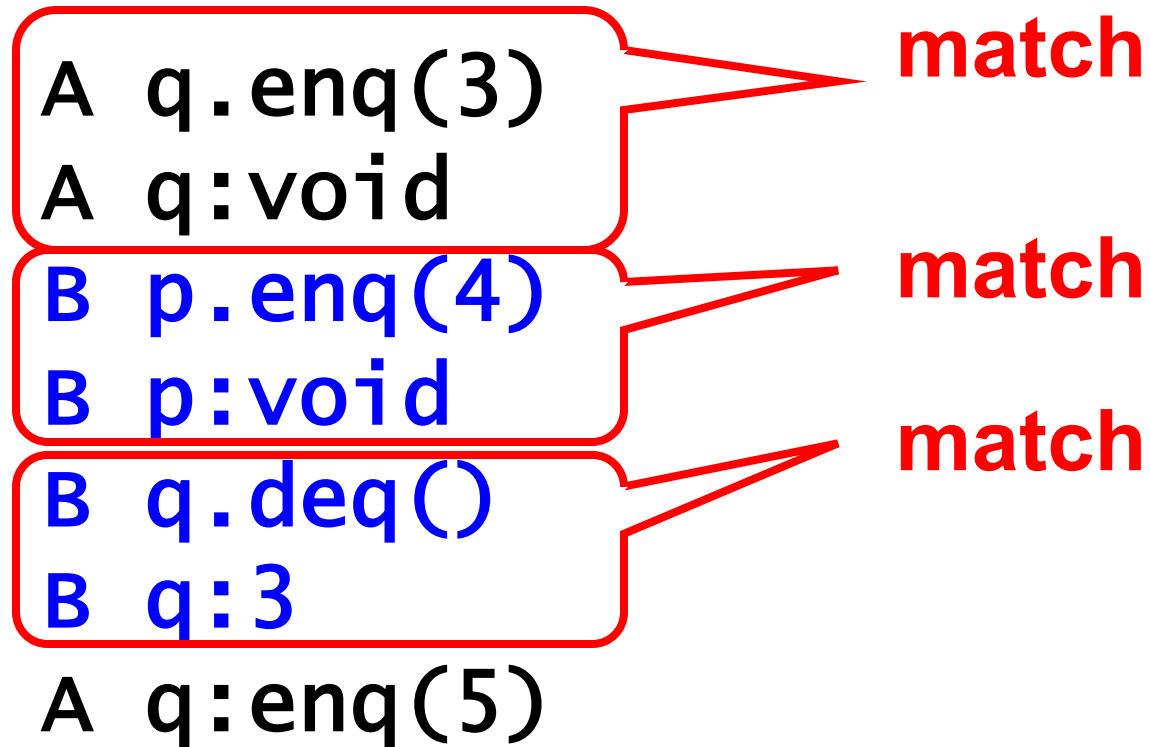 A q.enq(3)
match
A q:void
B p.enq(4)
match
B p:void
B q.deq()
match
B q:3
A q:enq(5)